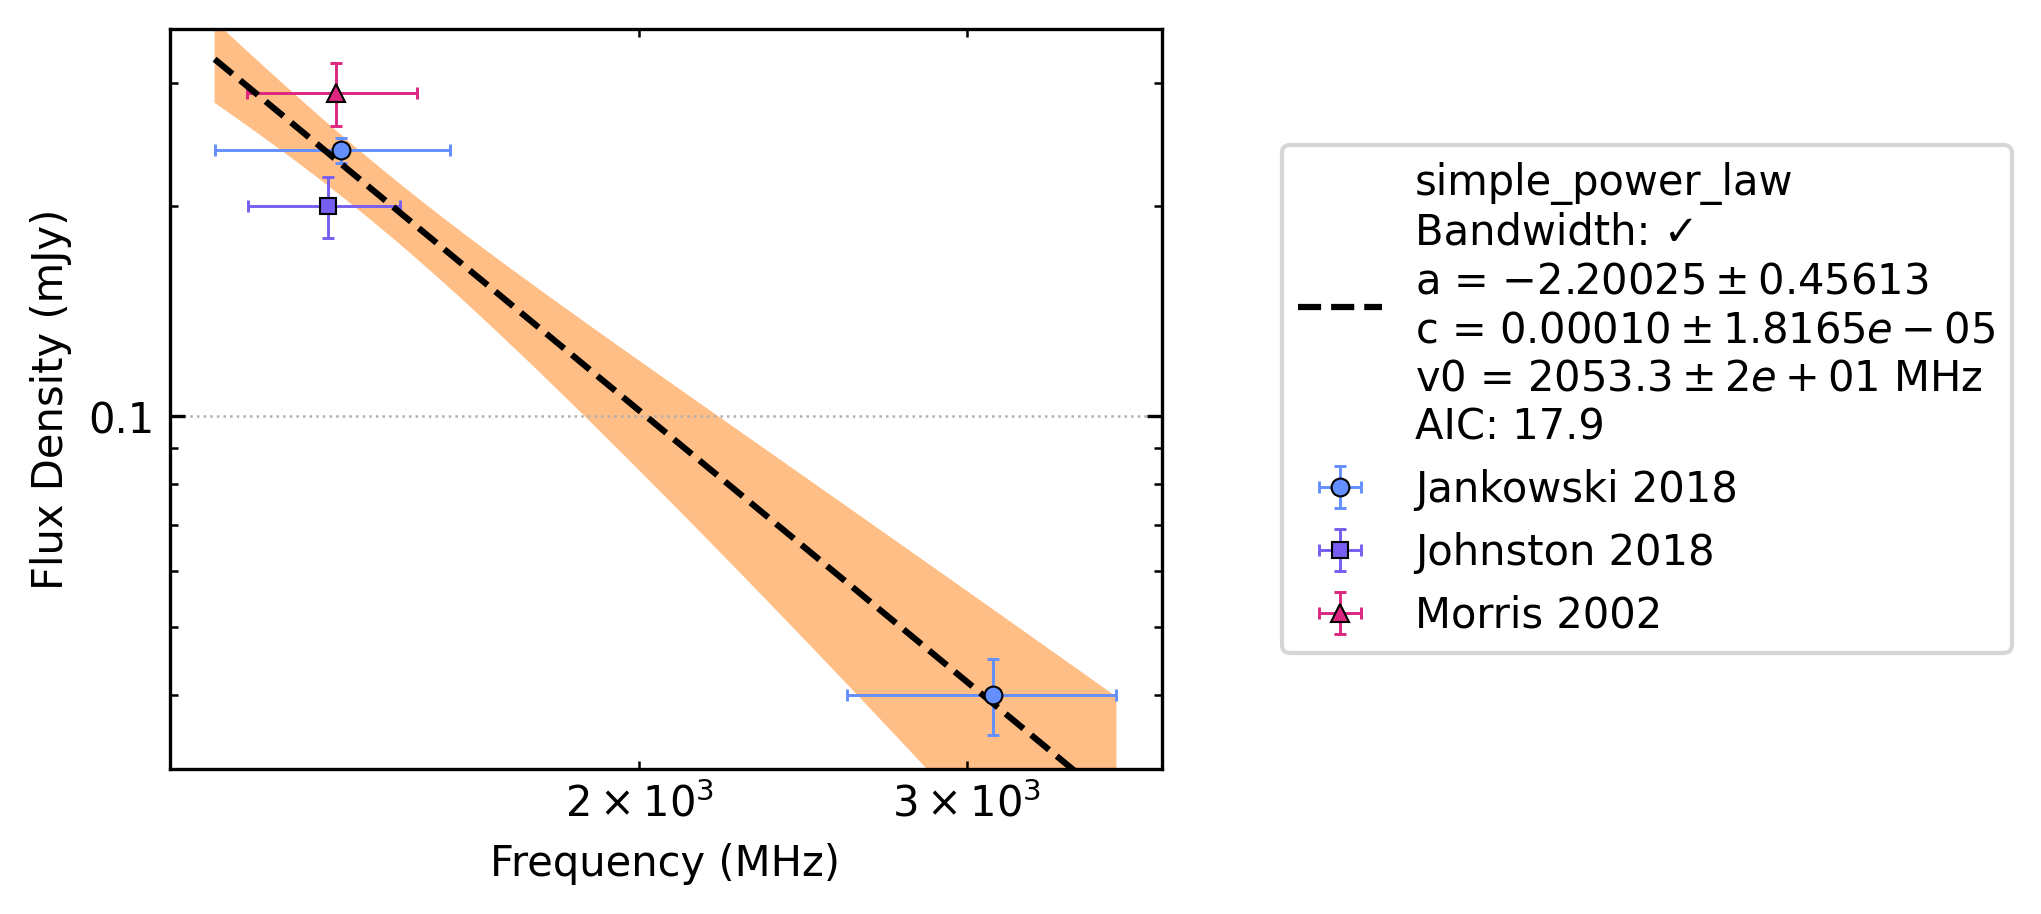 Flux Density (mJy)
0.1
2 × 10³
3 × 10³
Frequency (MHz)
simple_power_law
Bandwidth: ✓
a = −2.20025 ± 0.45613
c = 0.00010 ± 1.8165e − 05
v0 = 2053.3 ± 2e + 01 MHz
AIC: 17.9
Jankowski 2018
Johnston 2018
Morris 2002